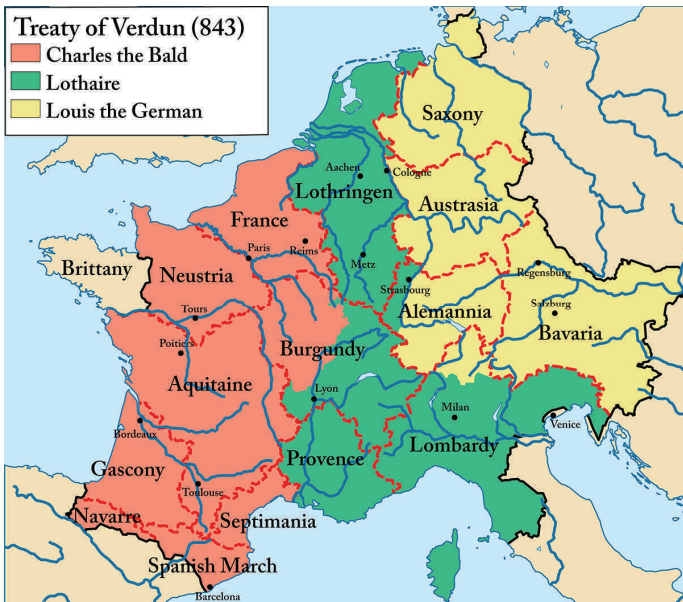 Treaty of Verdun (843)
Charles the Bald
Lothaire
Louis the German
Saxony
Aachen
Cologne
Lothringen
Austrasia
France
Paris
Reims
Metz
Brittany
Neustria
Regensburg
Strasbourg
Salzburg
Tours
Alemannia
Bavaria
Poitiers
Burgundy
Aquitaine
Lyon
Milan
Venice
Bordeaux
Lombardy
Provence
Gascony
Toulouse
Navarre
Septimania
Spanish March
Barcelona